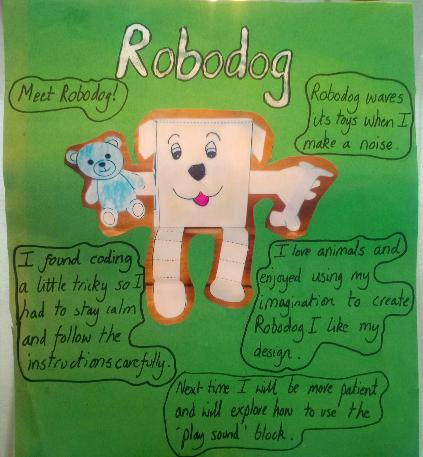 Robodog
Meet Robodog!
Robodog waves
its toys when I
make a noise.
I found coding
a little tricky so I
had to stay calm
and follow the
instructions carefully.
I love animals and
enjoyed using my
imagination to create
Robodog. I like my
design.
Next time I will be more patient
and will explore how to use the
'play sound' block.